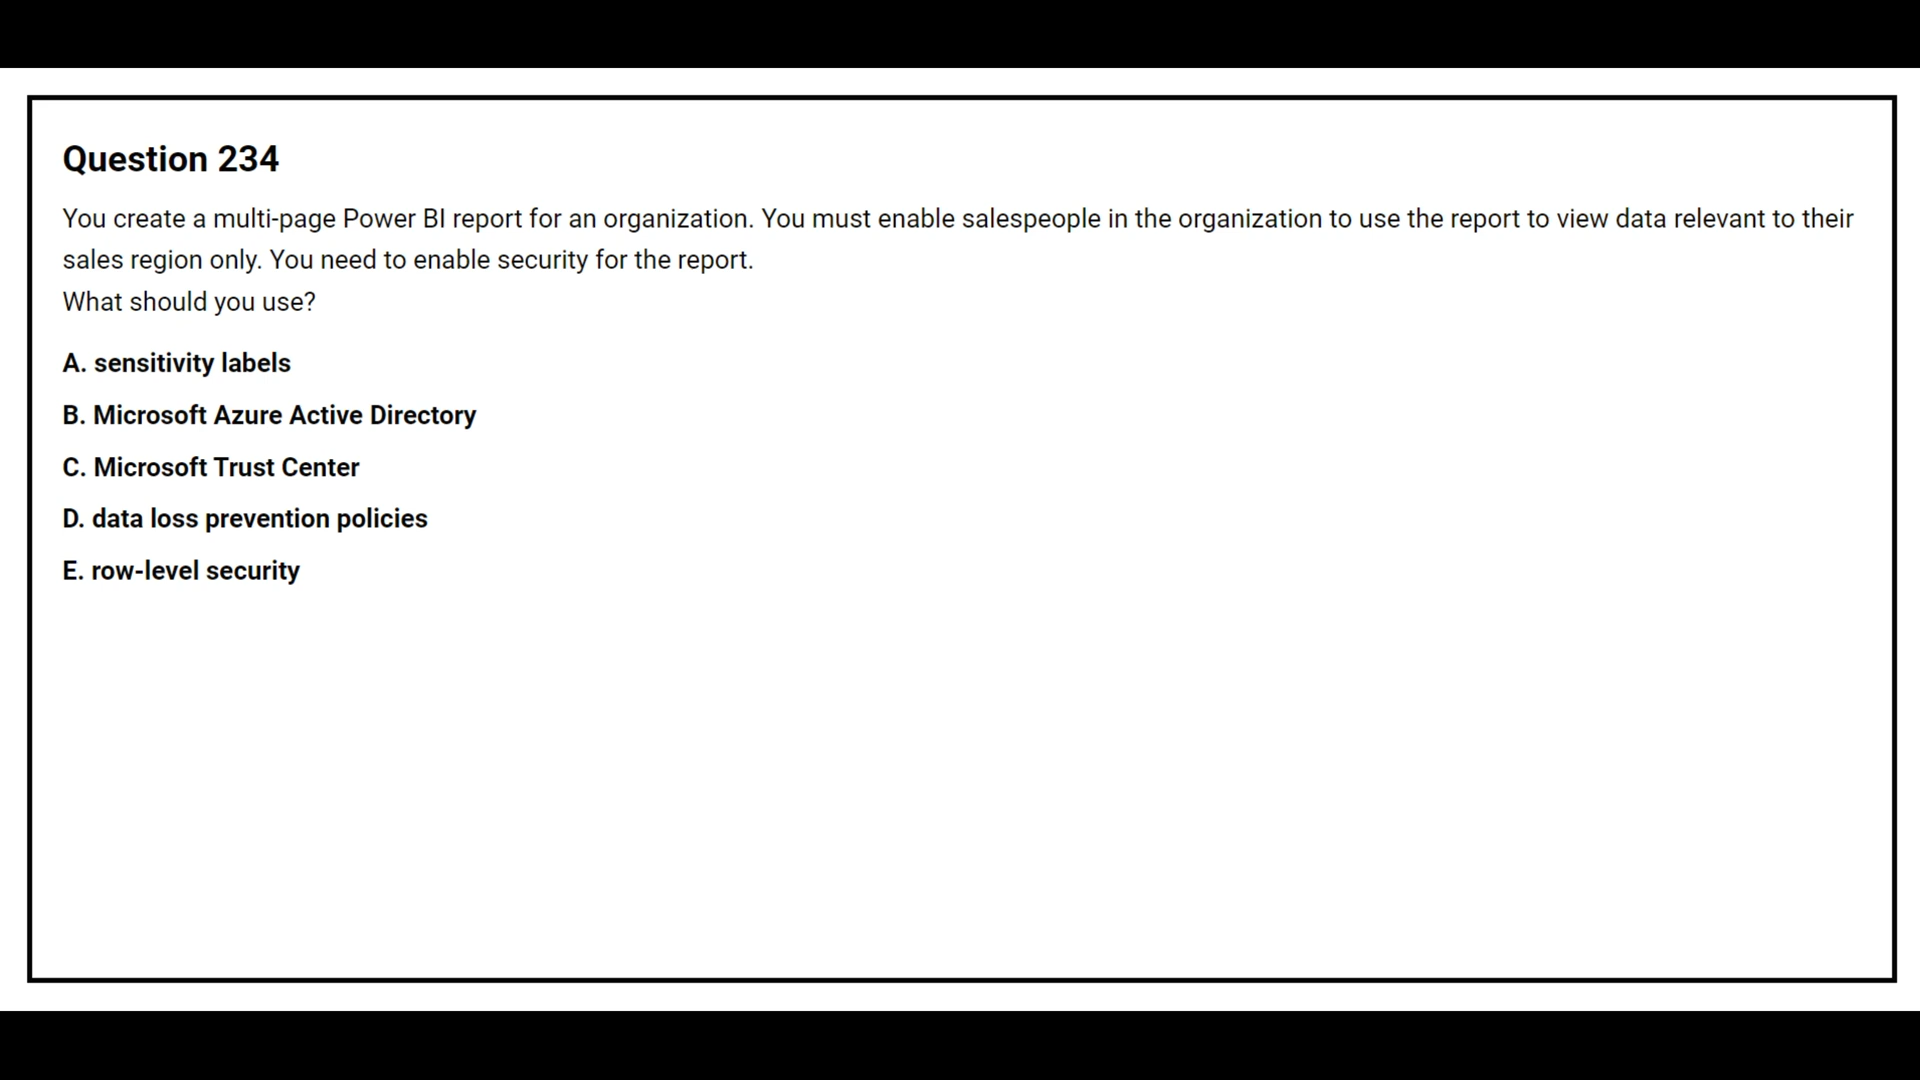 Question 234
You create a multi-page Power BI report for an organization. You must enable salespeople in the organization to use the report to view data relevant to their
sales region only. You need to enable security for the report.
What should you use?
A. sensitivity labels
B. Microsoft Azure Active Directory
C. Microsoft Trust Center
D. data loss prevention policies
E. row-level security